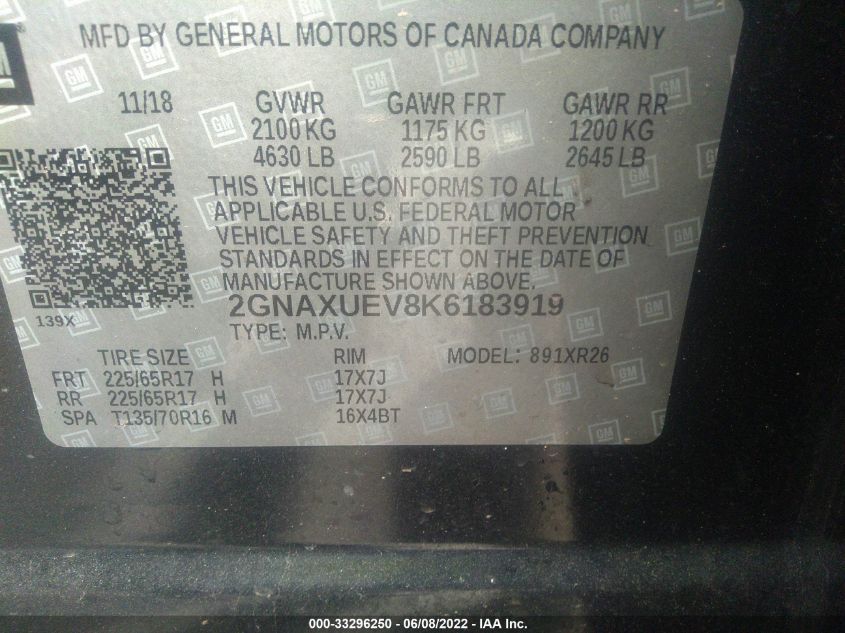 MFD BY GENERAL MOTORS OF CANADA COMPANY
11/18 GVWR GAWR FRT GAWR RR
2100 KG 1175 KG 1200 KG
4630 LB 2590 LB 2645 LB
THIS VEHICLE CONFORMS TO ALL
APPLICABLE U.S. FEDERAL MOTOR
VEHICLE SAFETY AND THEFT PREVENTION
STANDARDS IN EFFECT ON THE DATE OF
MANUFACTURE SHOWN ABOVE.
2GNAXUEV8K6183919
139X
TYPE: M.P.V.
TIRE SIZE RIM MODEL: 891XR26
FRT 225/65R17 H 17X7J
RR 225/65R17 H 17X7J
SPA T135/70R16 M 16X4BT
000-33296250 - 06/08/2022 - IAA Inc.